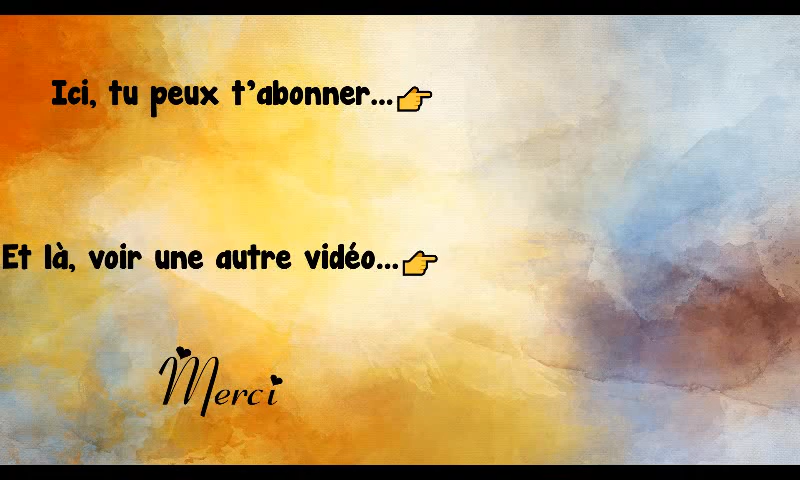 Ici, tu peux t'abonner...👉
Et là, voir une autre vidéo...👉
Merci